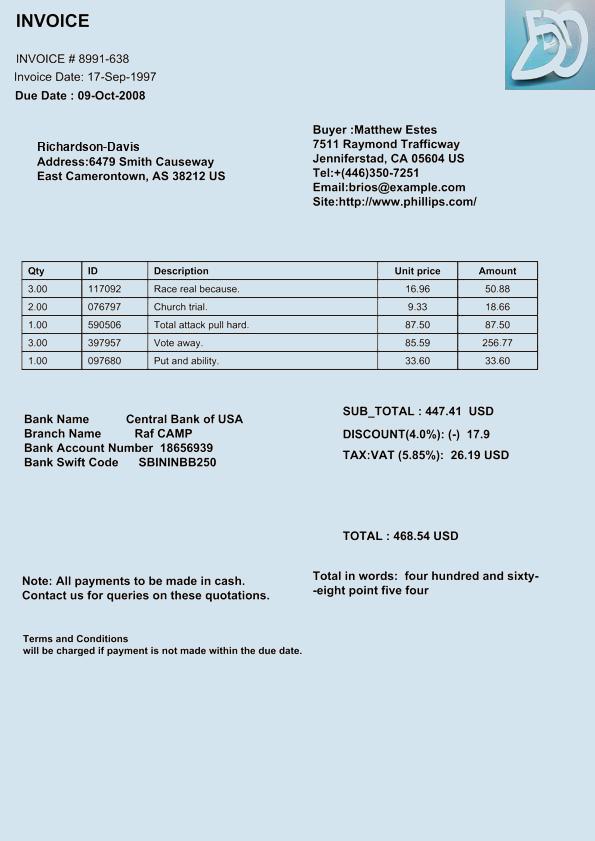 INVOICE
INVOICE # 8991-638
Invoice Date: 17-Sep-1997
Due Date : 09-Oct-2008
Richardson-Davis
Address:6479 Smith Causeway
East Camerontown, AS 38212 US
Buyer :Matthew Estes
7511 Raymond Trafficway
Jenniferstad, CA 05604 US
Tel:+(446)350-7251
Email:brios@example.com
Site:http://www.phillips.com/
Qty ID Description Unit price Amount
3.00 117092 Race real because. 16.96 50.88
2.00 076797 Church trial. 9.33 18.66
1.00 590506 Total attack pull hard. 87.50 87.50
3.00 397957 Vote away. 85.59 256.77
1.00 097680 Put and ability. 33.60 33.60
Bank Name Central Bank of USA
Branch Name Raf CAMP
Bank Account Number 18656939
Bank Swift Code SBININBB250
SUB_TOTAL : 447.41 USD
DISCOUNT(4.0%): (-) 17.9
TAX:VAT (5.85%): 26.19 USD
TOTAL : 468.54 USD
Note: All payments to be made in cash.
Contact us for queries on these quotations.
Total in words: four hundred and sixty-
-eight point five four
Terms and Conditions
will be charged if payment is not made within the due date.